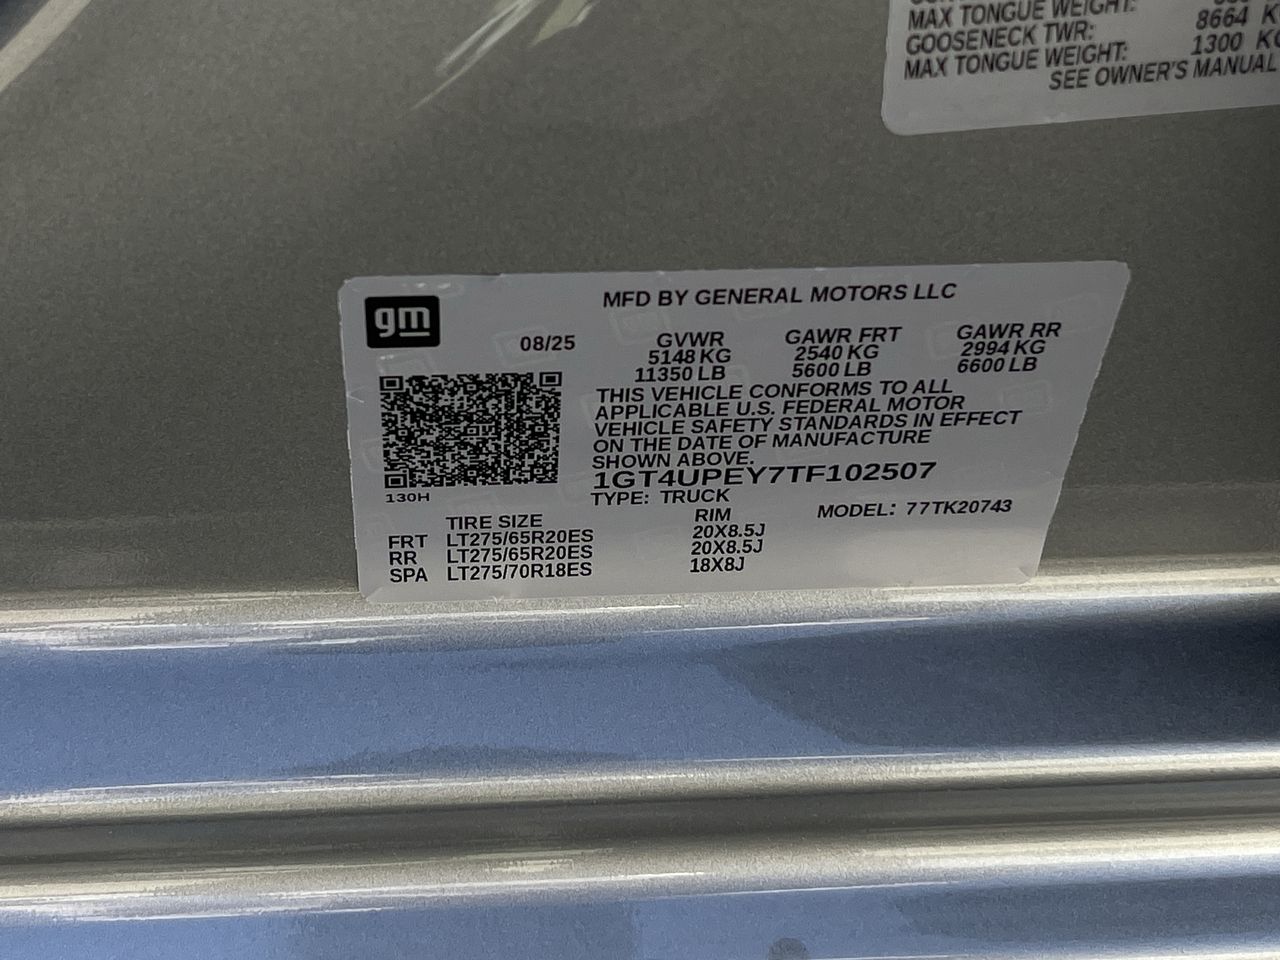 MAX TONGUE WEIGHT:
GOOSENECK TWR: 8664 K
MAX TONGUE WEIGHT: 1300 KG
SEE OWNER'S MANUAL
gm
MFD BY GENERAL MOTORS LLC
08/25 GVWR GAWR FRT GAWR RR
5148 KG 2540 KG 2994 KG
11350 LB 5600 LB 6600 LB
THIS VEHICLE CONFORMS TO ALL
APPLICABLE U.S. FEDERAL MOTOR
VEHICLE SAFETY STANDARDS IN EFFECT
ON THE DATE OF MANUFACTURE
SHOWN ABOVE.
1GT4UPEY7TF102507
130H
TYPE: TRUCK MODEL: 77TK20743
TIRE SIZE RIM
FRT LT275/65R20ES 20X8.5J
RR LT275/65R20ES 20X8.5J
SPA LT275/70R18ES 18X8J